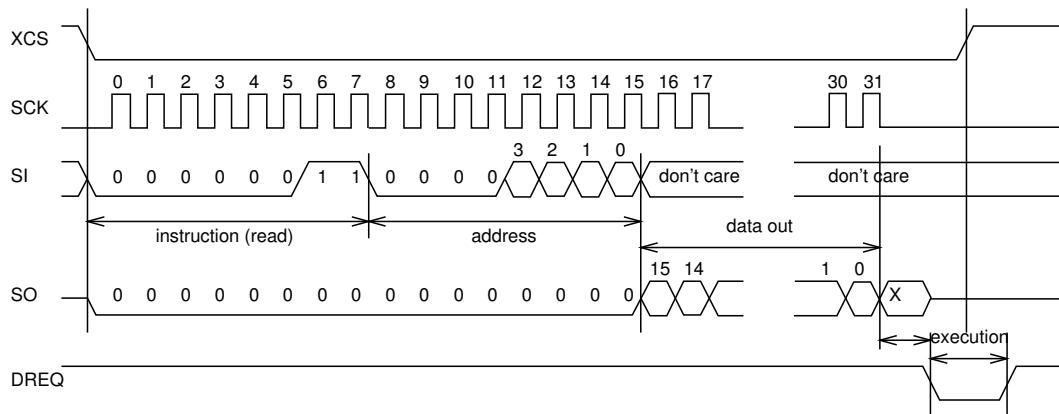 XCS
0 1 2 3 4 5 6 7 8 9 10 11 12 13 14 15 16 17 30 31
SCK
3 2 1 0
SI 0 0 0 0 0 0 1 1 0 0 0 0 don't care don't care
instruction (read) address data out
15 14 1 0
SO 0 0 0 0 0 0 0 0 0 0 0 0 0 0 0 0 X
execution
DREQ